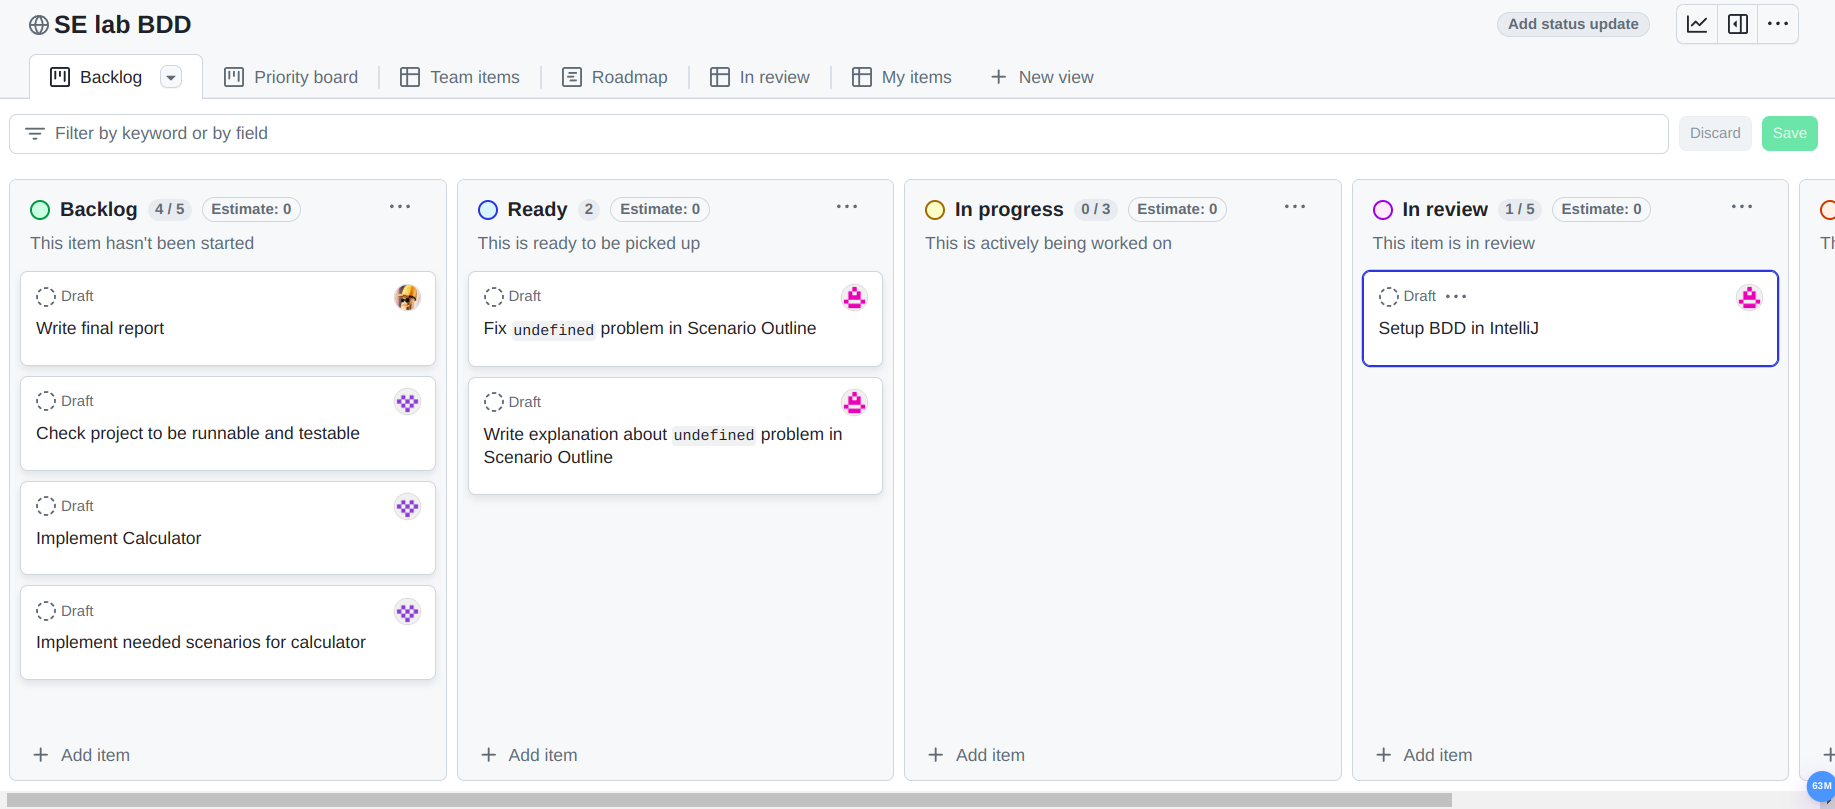 SE lab BDD
Add status update
Backlog
Priority board
Team items
Roadmap
In review
My items
New view
Filter by keyword or by field
Discard
Save
Backlog 4 / 5 Estimate: 0
This item hasn't been started
Draft
Write final report
Draft
Check project to be runnable and testable
Draft
Implement Calculator
Draft
Implement needed scenarios for calculator
Add item
Ready 2 Estimate: 0
This is ready to be picked up
Draft
Fix undefined problem in Scenario Outline
Draft
Write explanation about undefined problem in
Scenario Outline
Add item
In progress 0 / 3 Estimate: 0
This is actively being worked on
Add item
In review 1 / 5 Estimate: 0
This item is in review
Draft
Setup BDD in IntelliJ
Add item
63M